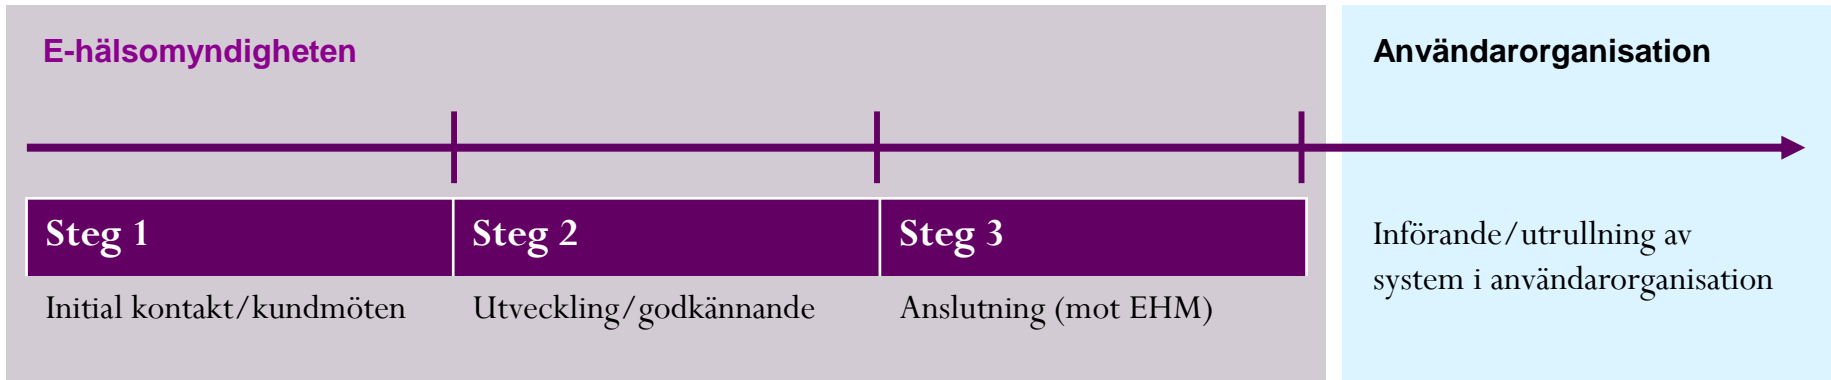 E-hälsomyndigheten
Användarorganisation
Steg 1
Steg 2
Steg 3
Initial kontakt/kundmöten
Utveckling/godkännande
Anslutning (mot EHM)
Införande/utrullning av
system i användarorganisation